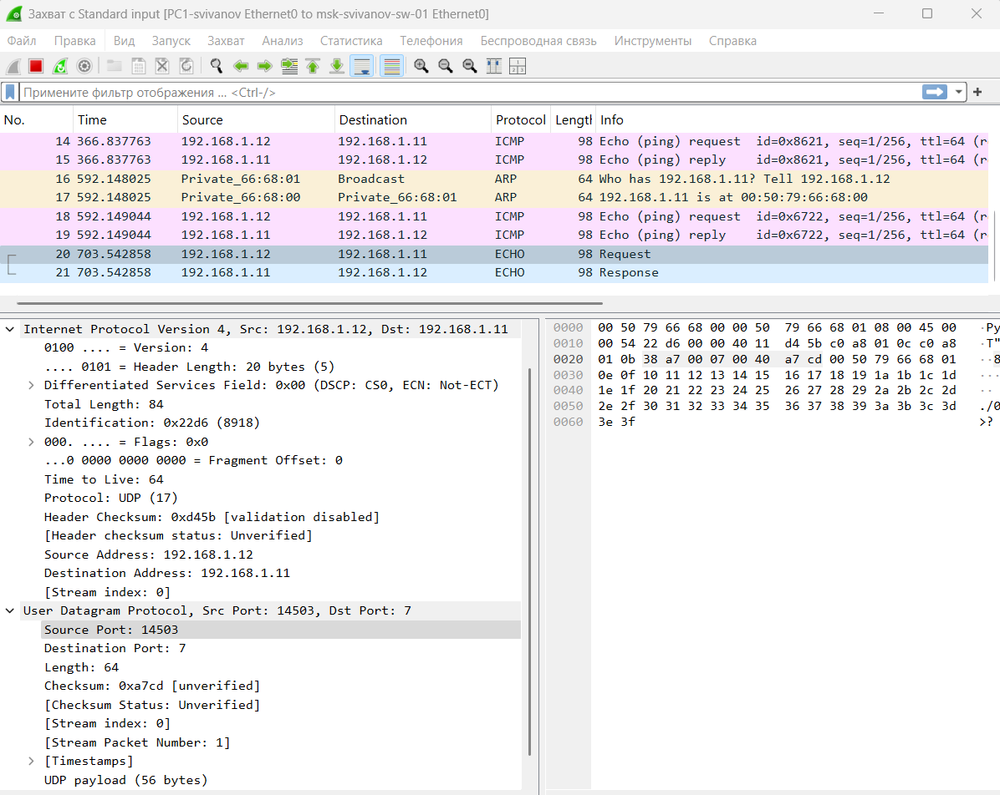 Захват с Standard input [PC1-svivanov Ethernet0 to msk-svivanov-sw-01 Ethernet0]
Файл Правка Вид Запуск Захват Анализ Статистика Телефония Беспроводная связь Инструменты Справка
Примените фильтр отображения ... <Ctrl-/>
No. Time Source Destination Protocol Lengtl Info
14 366.837763 192.168.1.12 192.168.1.11 ICMP 98 Echo (ping) request id=0x8621, seq=1/256, ttl=64 (r
15 366.837763 192.168.1.11 192.168.1.12 ICMP 98 Echo (ping) reply id=0x8621, seq=1/256, ttl=64 (r
16 592.148025 Private_66:68:01 Broadcast ARP 64 Who has 192.168.1.11? Tell 192.168.1.12
17 592.148025 Private_66:68:00 Private_66:68:01 ARP 64 192.168.1.11 is at 00:50:79:66:68:00
18 592.149044 192.168.1.12 192.168.1.11 ICMP 98 Echo (ping) request id=0x6722, seq=1/256, ttl=64 (r
19 592.149044 192.168.1.11 192.168.1.12 ICMP 98 Echo (ping) reply id=0x6722, seq=1/256, ttl=64 (r
20 703.542858 192.168.1.12 192.168.1.11 ECHO 98 Request
21 703.542858 192.168.1.11 192.168.1.12 ECHO 98 Response
Internet Protocol Version 4, Src: 192.168.1.12, Dst: 192.168.1.11
0100 .... = Version: 4
.... 0101 = Header Length: 20 bytes (5)
Differentiated Services Field: 0x00 (DSCP: CS0, ECN: Not-ECT)
Total Length: 84
Identification: 0x22d6 (8918)
000. .... = Flags: 0x0
...0 0000 0000 0000 = Fragment Offset: 0
Time to Live: 64
Protocol: UDP (17)
Header Checksum: 0xd45b [validation disabled]
[Header checksum status: Unverified]
Source Address: 192.168.1.12
Destination Address: 192.168.1.11
[Stream index: 0]
User Datagram Protocol, Src Port: 14503, Dst Port: 7
Source Port: 14503
Destination Port: 7
Length: 64
Checksum: 0xa7cd [unverified]
[Checksum Status: Unverified]
[Stream index: 0]
[Stream Packet Number: 1]
[Timestamps]
UDP payload (56 bytes)
0000 00 50 79 66 68 00 00 50 79 66 68 01 08 00 45 00 ·Py
0010 00 54 22 d6 00 00 40 11 d4 5b c0 a8 01 0c c0 a8 ·T"
0020 01 0b 38 a7 00 07 00 40 a7 cd 00 50 79 66 68 01 ··8
0030 0e 0f 10 11 12 13 14 15 16 17 18 19 1a 1b 1c 1d ···
0040 1e 1f 20 21 22 23 24 25 26 27 28 29 2a 2b 2c 2d ··
0050 2e 2f 30 31 32 33 34 35 36 37 38 39 3a 3b 3c 3d ./0
0060 3e 3f >?